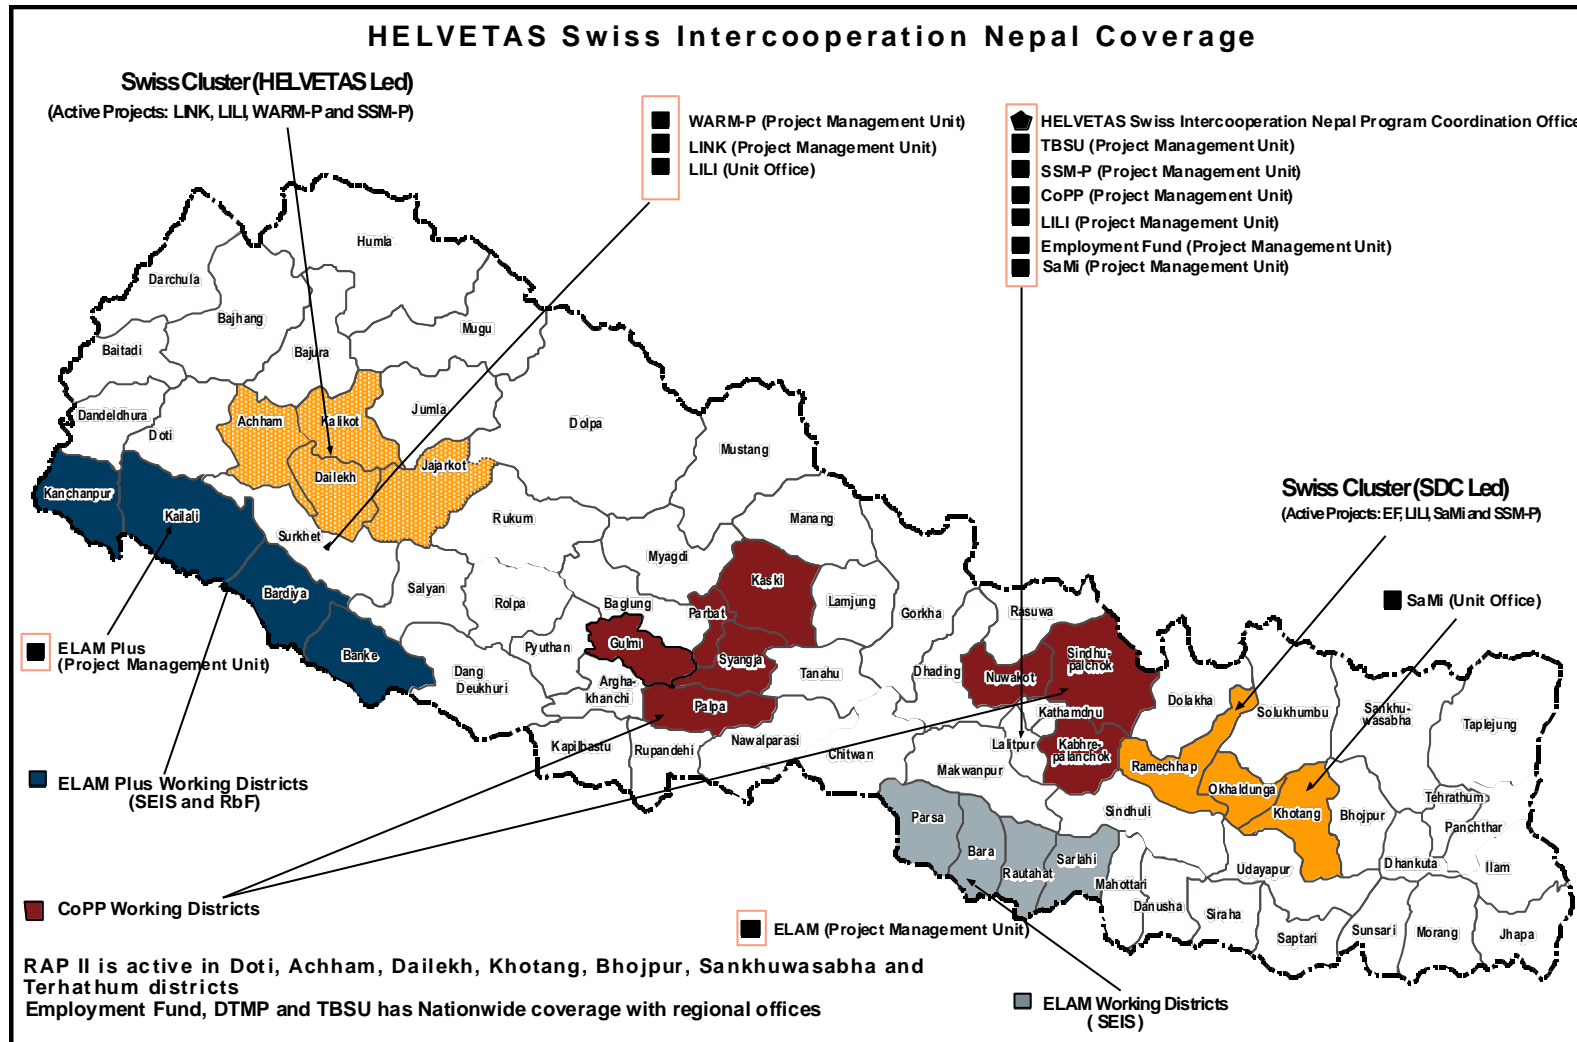 HELVETAS Swiss Intercooperation Nepal Coverage
Swiss Cluster (HELVETAS Led)
(Active Projects: LINK, LILI, WARM-P and SSM-P)
WARM-P (Project Management Unit)
LINK (Project Management Unit)
LILI (Unit Office)
HELVETAS Swiss Intercooperation Nepal Program Coordination Office
TBSU (Project Management Unit)
SSM-P (Project Management Unit)
CoPP (Project Management Unit)
LILI (Project Management Unit)
Employment Fund (Project Management Unit)
SaMi (Project Management Unit)
Humla
Darchula
Bajhang
Mugu
Baitadi
Bajura
Dandeldhura
Doti
Achham
Kalikot
Jumla
Dolpa
Mustang
Dailekh
Jajarkot
Kanchanpur
Kailali
Surkhet
Rukum
Manang
Swiss Cluster (SDC Led)
(Active Projects: EF, LILI, SaMi and SSM-P)
Myagdi
Kaski
Bardiya
Salyan
Rolpa
Baglung
Parbat
Lamjung
Gorkha
Rasuwa
SaMi (Unit Office)
ELAM Plus
(Project Management Unit)
Banke
Dang
Deukhuri
Pyuthan
Gulmi
Syangja
Argha-
khanchi
Tanahu
Dhading
Nuwakot
Sindhu-
palchok
Palpa
Kathamdnu
Dolakha
Solukhumbu
Sankhu-
wasabha
Taplejung
Kapilbastu
Rupandehi
Nawalparasi
Chitwan
Lalitpur
Kabhre-
palanchok
Makwanpur
Ramechhap
Okhaldunga
Khotang
Bhojpur
Tehrathum
Panchthar
ELAM Plus Working Districts
(SEIS and RbF)
Parsa
Bara
Rautahat
Sarlahi
Sindhuli
Udayapur
Dhankuta
Ilam
Mahottari
Danusha
Siraha
Saptari
Sunsari
Morang
Jhapa
CoPP Working Districts
ELAM (Project Management Unit)
RAP II is active in Doti, Achham, Dailekh, Khotang, Bhojpur, Sankhuwasabha and
Terhathum districts
Employment Fund, DTMP and TBSU has Nationwide coverage with regional offices
ELAM Working Districts
( SEIS)